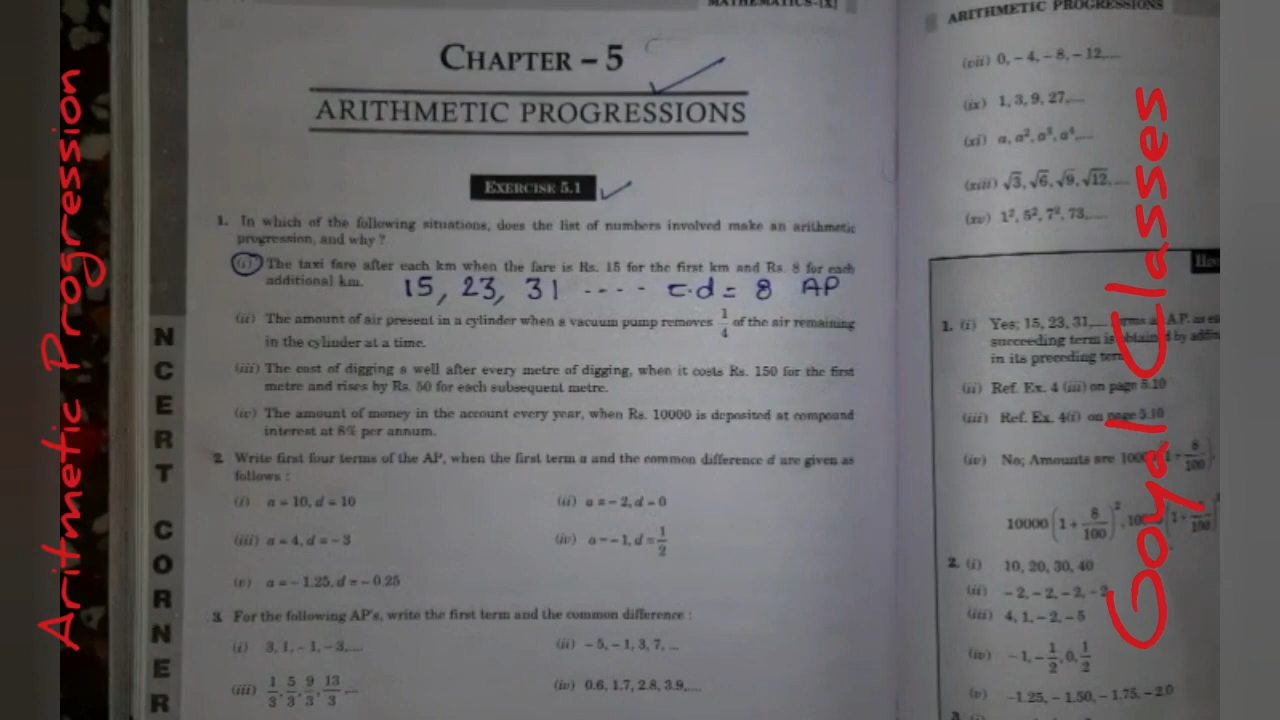 Aritmetic Progression
MATHEMATICS-[X]
CHAPTER – 5
ARITHMETIC PROGRESSIONS
EXERCISE 5.1
1. In which of the following situations, does the list of numbers involved make an arithmetic
progression, and why ?
(i) The taxi fare after each km when the fare is Rs. 15 for the first km and Rs. 8 for each
additional km.
15, 23, 31 ---- c.d = 8 AP
(ii) The amount of air present in a cylinder when a vacuum pump removes 1/4 of the air remaining
in the cylinder at a time.
(iii) The cost of digging a well after every metre of digging, when it costs Rs. 150 for the first
metre and rises by Rs. 50 for each subsequent metre.
(iv) The amount of money in the account every year, when Rs. 10000 is deposited at compound
interest at 8% per annum.
2. Write first four terms of the AP, when the first term a and the common difference d are given as
follows :
(i) a = 10, d = 10 (ii) a = – 2, d = 0
(iii) a = 4, d = – 3 (iv) a = – 1, d = 1/2
(v) a = – 1.25, d = – 0.25
3. For the following AP's, write the first term and the common difference :
(i) 3, 1, – 1, – 3,.... (ii) – 5, – 1, 3, 7, ...
(iii) 1/3, 5/3, 9/3, 13/3,... (iv) 0.6, 1.7, 2.8, 3.9,....
NCERT CORNER
ARITHMETIC PROGRESSIONS
(vii) 0, – 4, – 8, – 12,....
(ix) 1, 3, 9, 27,....
(xi) a, a², a³, a⁴,....
(xiii) √3, √6, √9, √12,....
(xv) 1², 5², 7², 73,....
1. (i) Yes; 15, 23, 31,.... AP. as
succeeding term is obtained by
in its preceding term
(ii) Ref. Ex. 4 (iii) on page 5.10
(iii) Ref. Ex. 4(i) on page 5.10
(iv) No; Amounts are 8/100
10000(1 + 8/100)²,
2. (i) 10, 20, 30, 40
(ii) – 2, – 2, – 2, – 2
(iii) 4, 1, – 2, – 5
(iv) – 1, – 1/2, 0, 1/2
(v) – 1.25, – 1.50, – 1.75, – 2.0
Goyal Classes